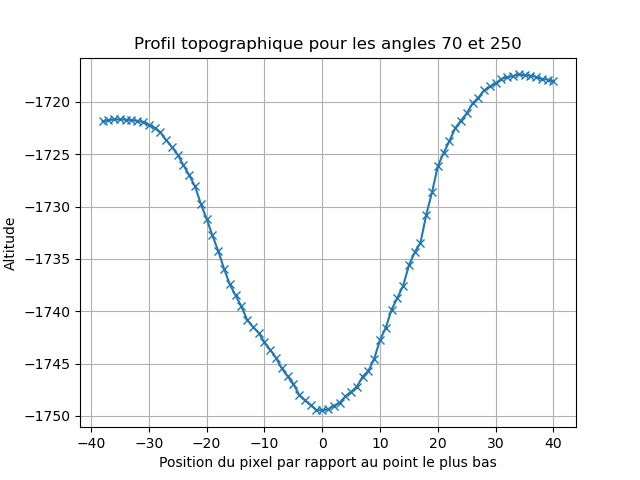 Profil topographique pour les angles 70 et 250
Altitude
−1720
−1725
−1730
−1735
−1740
−1745
−1750
−40 −30 −20 −10 0 10 20 30 40
Position du pixel par rapport au point le plus bas